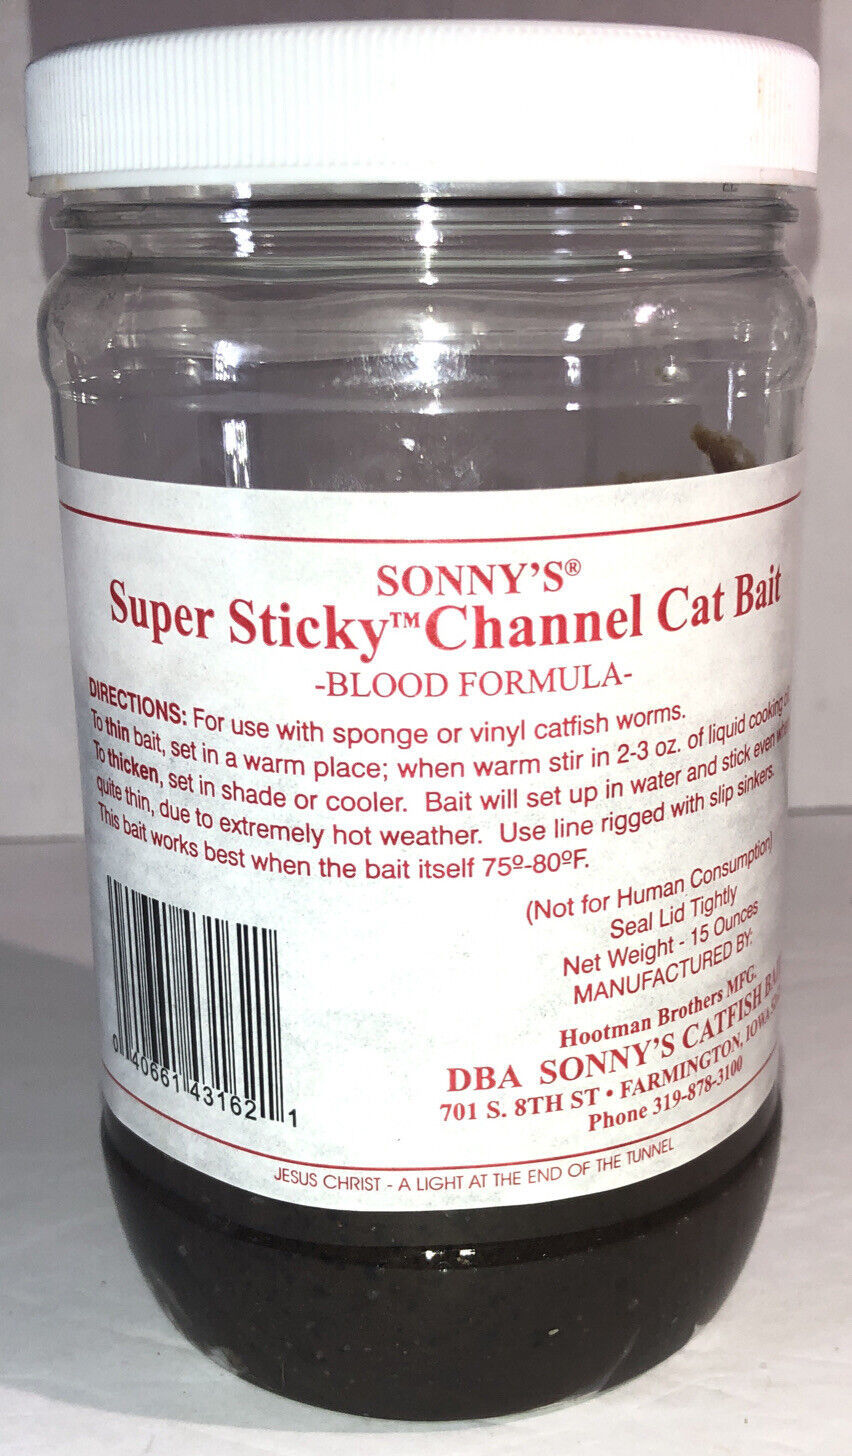 SONNY'S®
Super Sticky™ Channel Cat Bait
-BLOOD FORMULA-
DIRECTIONS: For use with sponge or vinyl catfish worms.
To thin bait, set in a warm place; when warm stir in 2-3 oz. of liquid cooking
To thicken, set in shade or cooler. Bait will set up in water and stick even
quite thin, due to extremely hot weather. Use line rigged with slip sinkers.
This bait works best when the bait itself 75º-80ºF.
(Not for Human Consumption)
Seal Lid Tightly
Net Weight - 15 Ounces
MANUFACTURED BY:
Hootman Brothers MFG.
DBA SONNY'S CATFISH
701 S. 8TH ST • FARMINGTON, IOWA
Phone 319-878-3100
0 40661 43162 1
JESUS CHRIST - A LIGHT AT THE END OF THE TUNNEL